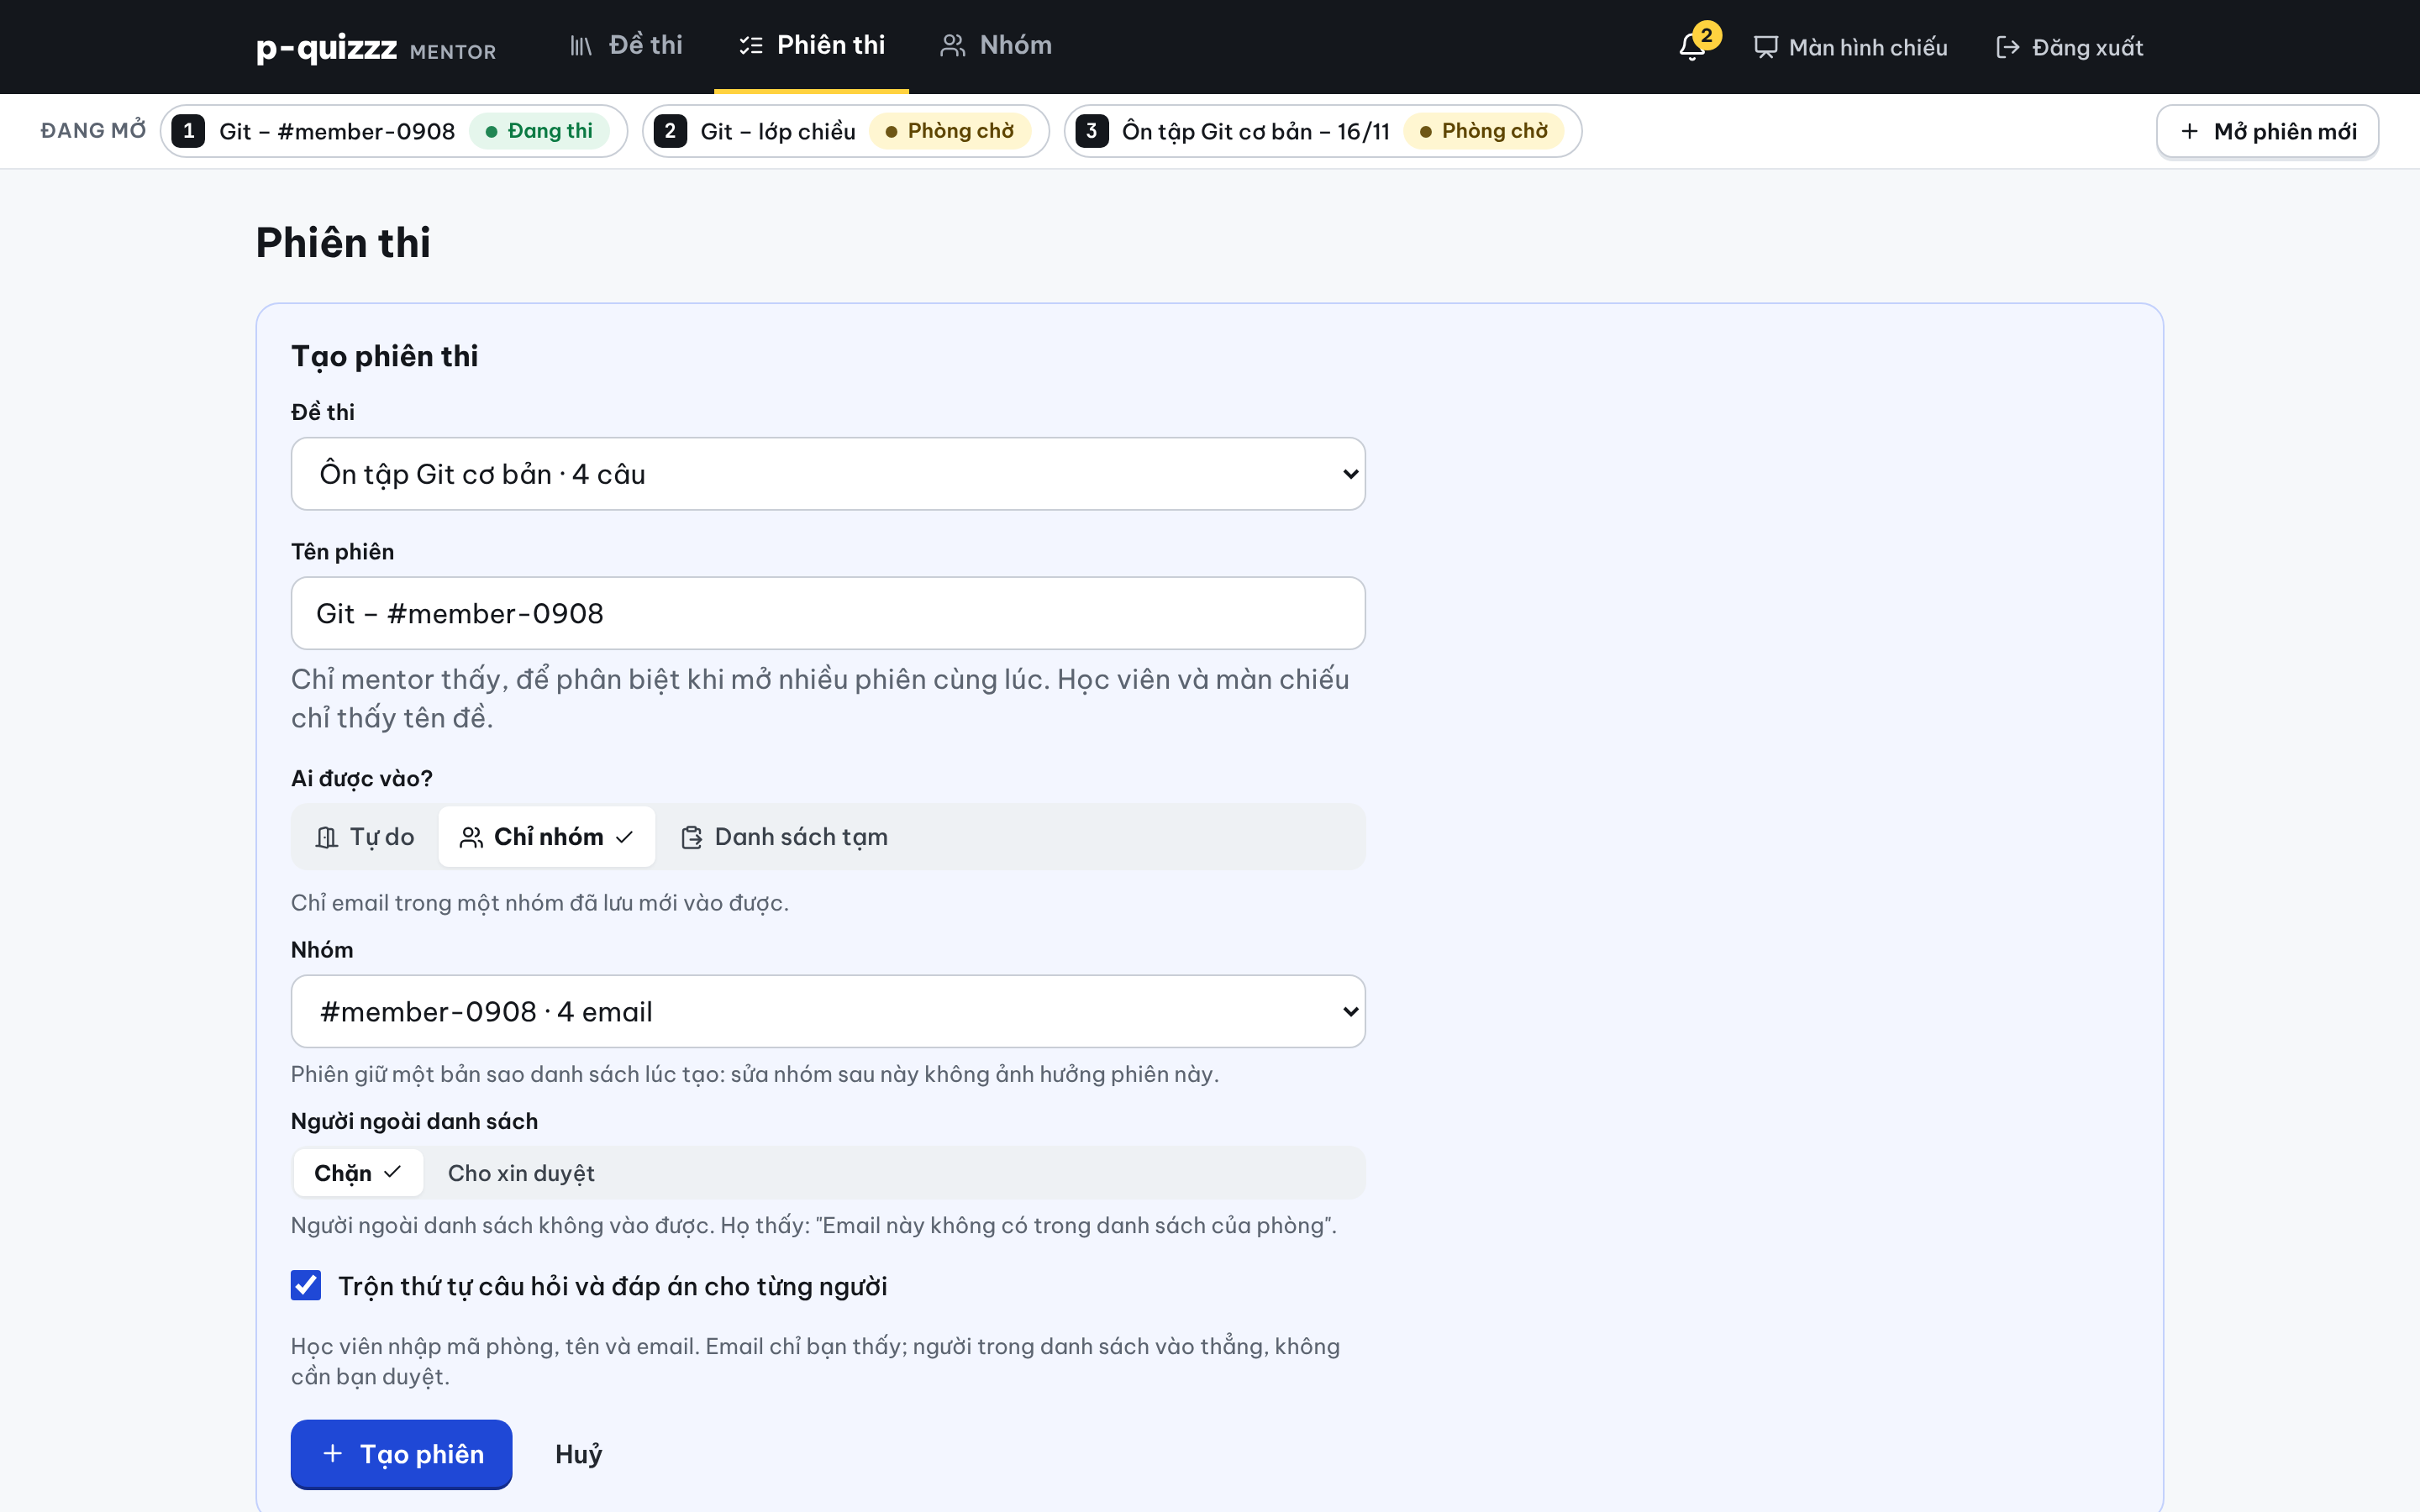 p-quizzz MENTOR
Đề thi
Phiên thi
Nhóm
2
Màn hình chiếu
Đăng xuất
ĐANG MỞ
1 Git – #member-0908 Đang thi
2 Git – lớp chiều Phòng chờ
3 Ôn tập Git cơ bản – 16/11 Phòng chờ
+ Mở phiên mới
Phiên thi
Tạo phiên thi
Đề thi
Ôn tập Git cơ bản · 4 câu
Tên phiên
Git – #member-0908
Chỉ mentor thấy, để phân biệt khi mở nhiều phiên cùng lúc. Học viên và màn chiếu
chỉ thấy tên đề.
Ai được vào?
Tự do
Chỉ nhóm
Danh sách tạm
Chỉ email trong một nhóm đã lưu mới vào được.
Nhóm
#member-0908 · 4 email
Phiên giữ một bản sao danh sách lúc tạo: sửa nhóm sau này không ảnh hưởng phiên này.
Người ngoài danh sách
Chặn
Cho xin duyệt
Người ngoài danh sách không vào được. Họ thấy: "Email này không có trong danh sách của phòng".
Trộn thứ tự câu hỏi và đáp án cho từng người
Học viên nhập mã phòng, tên và email. Email chỉ bạn thấy; người trong danh sách vào thẳng, không
cần bạn duyệt.
+ Tạo phiên
Huỷ